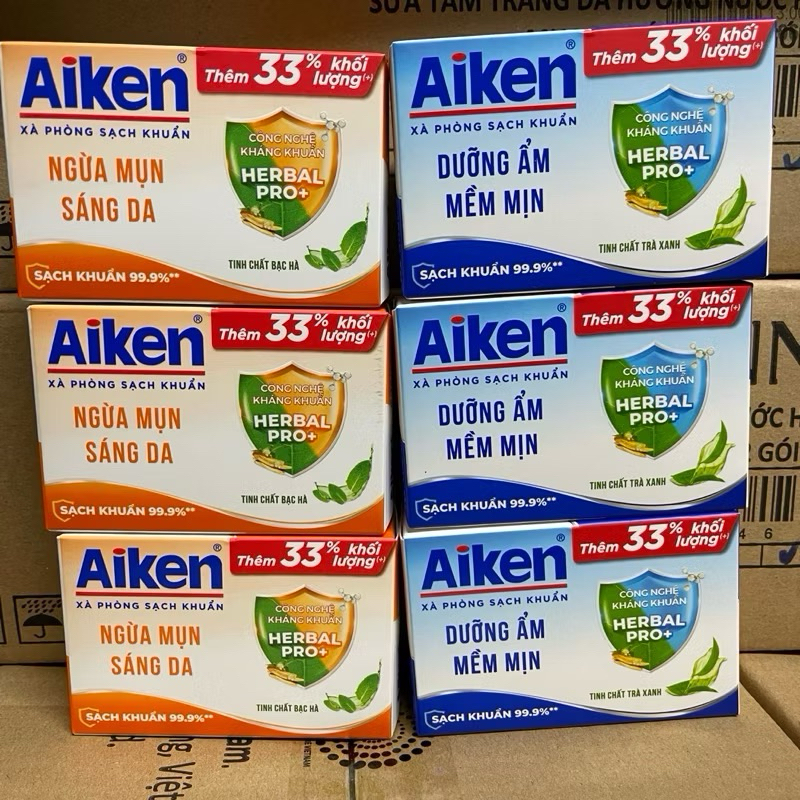 SỮA TẮM TRẮNG DA HƯƠNG NƯỚC H
Aiken®
XÀ PHÒNG SẠCH KHUẨN
Thêm 33% khối lượng(+)
NGỪA MỤN
SÁNG DA
CÔNG NGHỆ
KHÁNG KHUẨN
HERBAL
PRO+
TINH CHẤT BẠC HÀ
SẠCH KHUẨN 99.9%**
Aiken®
XÀ PHÒNG SẠCH KHUẨN
Thêm 33% khối lượng(+)
DƯỠNG ẨM
MỀM MỊN
CÔNG NGHỆ
KHÁNG KHUẨN
HERBAL
PRO+
TINH CHẤT TRÀ XANH
SẠCH KHUẨN 99.9%**
Aiken®
XÀ PHÒNG SẠCH KHUẨN
Thêm 33% khối lượng(+)
NGỪA MỤN
SÁNG DA
CÔNG NGHỆ
KHÁNG KHUẨN
HERBAL
PRO+
TINH CHẤT BẠC HÀ
SẠCH KHUẨN 99.9%**
Aiken
XÀ PHÒNG SẠCH KHUẨN
Thêm 33% khối lượng(+)
DƯỠNG ẨM
MỀM MỊN
CÔNG NGHỆ
KHÁNG KHUẨN
HERBAL
PRO+
TINH CHẤT TRÀ XANH
SẠCH KHUẨN 99.9%**
ỚC H
GÓI
Aiken®
XÀ PHÒNG SẠCH KHUẨN
Thêm 33% khối lượng(+)
NGỪA MỤN
SÁNG DA
CÔNG NGHỆ
KHÁNG KHUẨN
HERBAL
PRO+
TINH CHẤT BẠC HÀ
SẠCH KHUẨN 99.9%**
Aiken®
XÀ PHÒNG SẠCH KHUẨN
Thêm 33% khối lượng(+)
DƯỠNG ẨM
MỀM MỊN
CÔNG NGHỆ
KHÁNG KHUẨN
HERBAL
PRO+
TINH CHẤT TRÀ XANH
SẠCH KHUẨN 99.9%**